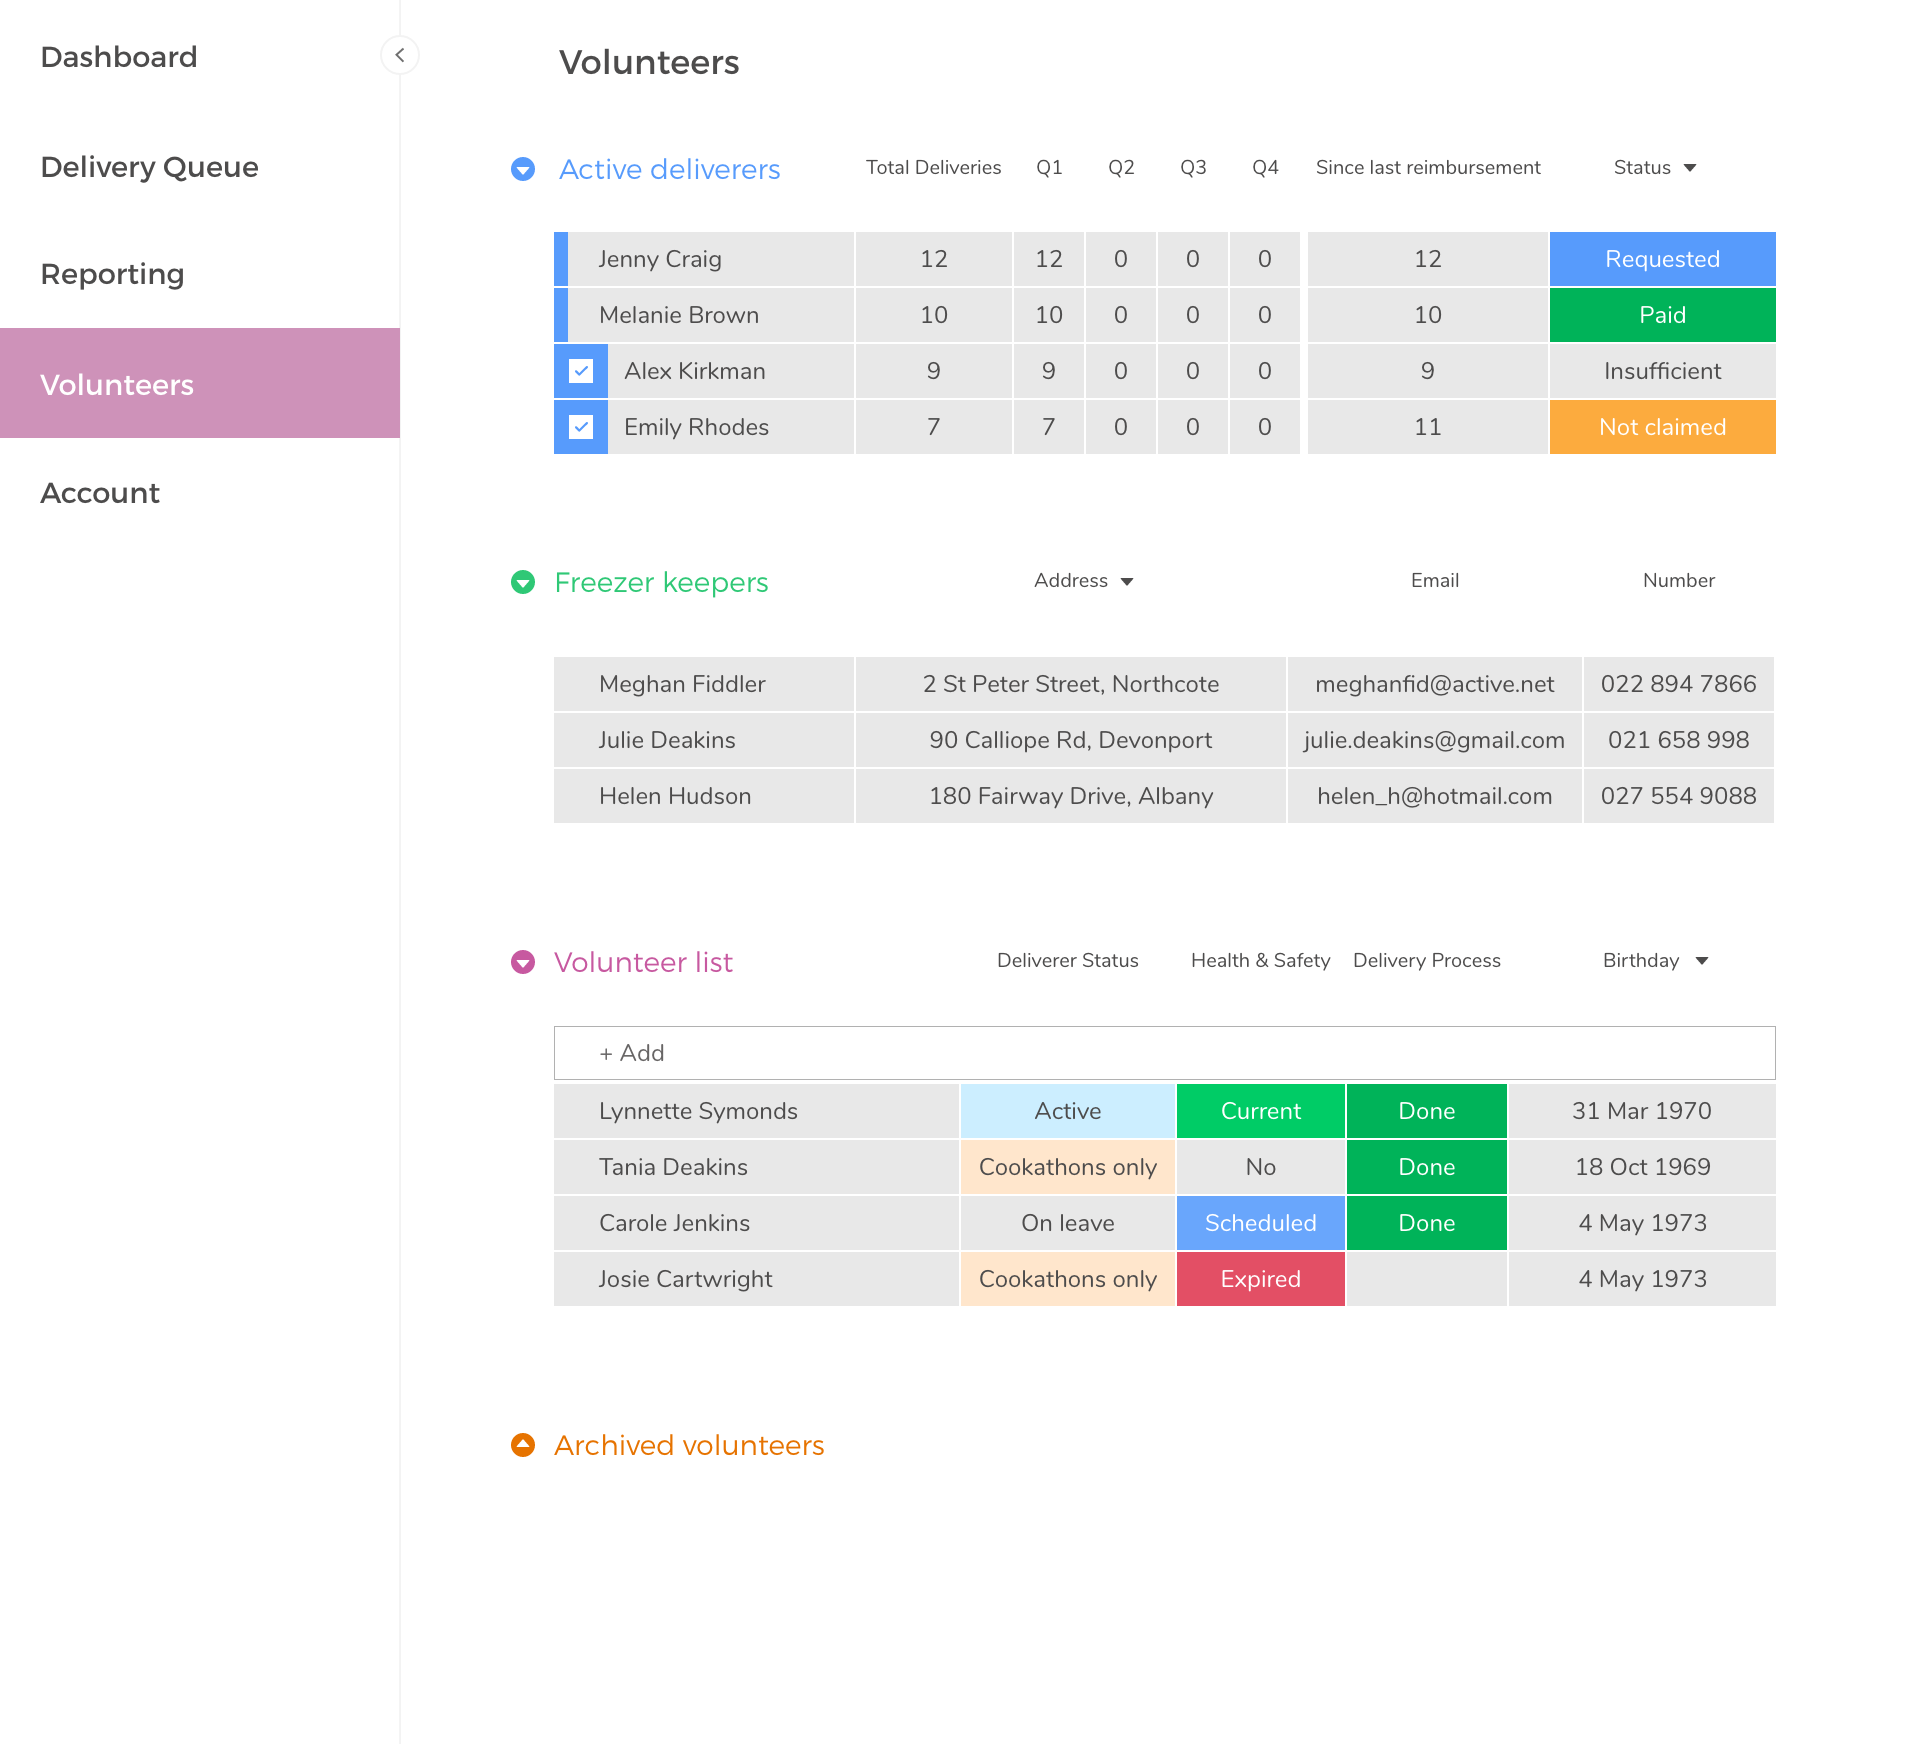 Dashboard
Delivery Queue
Reporting
Volunteers
Account
Volunteers
Active deliverers Total Deliveries Q1 Q2 Q3 Q4 Since last reimbursement Status
Jenny Craig 12 12 0 0 0 12 Requested
Melanie Brown 10 10 0 0 0 10 Paid
Alex Kirkman 9 9 0 0 0 9 Insufficient
Emily Rhodes 7 7 0 0 0 11 Not claimed
Freezer keepers Address Email Number
Meghan Fiddler 2 St Peter Street, Northcote meghanfid@active.net 022 894 7866
Julie Deakins 90 Calliope Rd, Devonport julie.deakins@gmail.com 021 658 998
Helen Hudson 180 Fairway Drive, Albany helen_h@hotmail.com 027 554 9088
Volunteer list Deliverer Status Health & Safety Delivery Process Birthday
+ Add
Lynnette Symonds Active Current Done 31 Mar 1970
Tania Deakins Cookathons only No Done 18 Oct 1969
Carole Jenkins On leave Scheduled Done 4 May 1973
Josie Cartwright Cookathons only Expired 4 May 1973
Archived volunteers